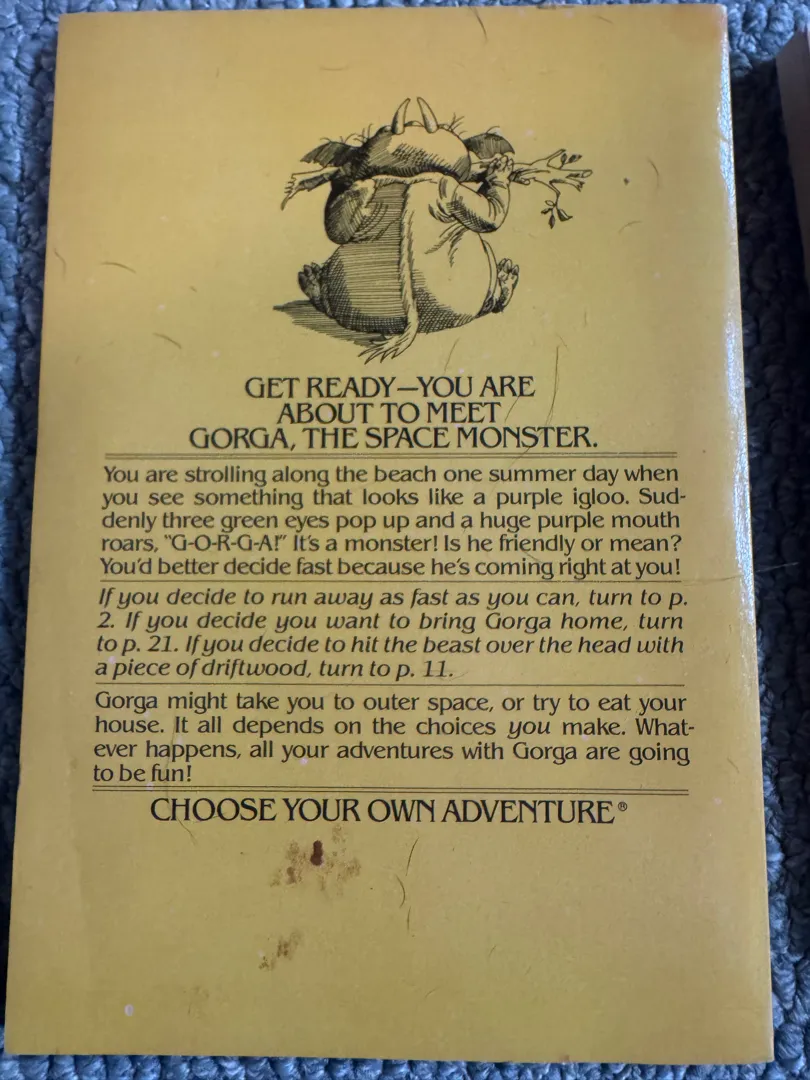 GET READY—YOU ARE
ABOUT TO MEET
GORGA, THE SPACE MONSTER.
You are strolling along the beach one summer day when
you see something that looks like a purple igloo. Sud-
denly three green eyes pop up and a huge purple mouth
roars, "G-O-R-G-A!" It's a monster! Is he friendly or mean?
You'd better decide fast because he's coming right at you!
If you decide to run away as fast as you can, turn to p.
2. If you decide you want to bring Gorga home, turn
to p. 21. If you decide to hit the beast over the head with
a piece of driftwood, turn to p. 11.
Gorga might take you to outer space, or try to eat your
house. It all depends on the choices you make. What-
ever happens, all your adventures with Gorga are going
to be fun!
CHOOSE YOUR OWN ADVENTURE®